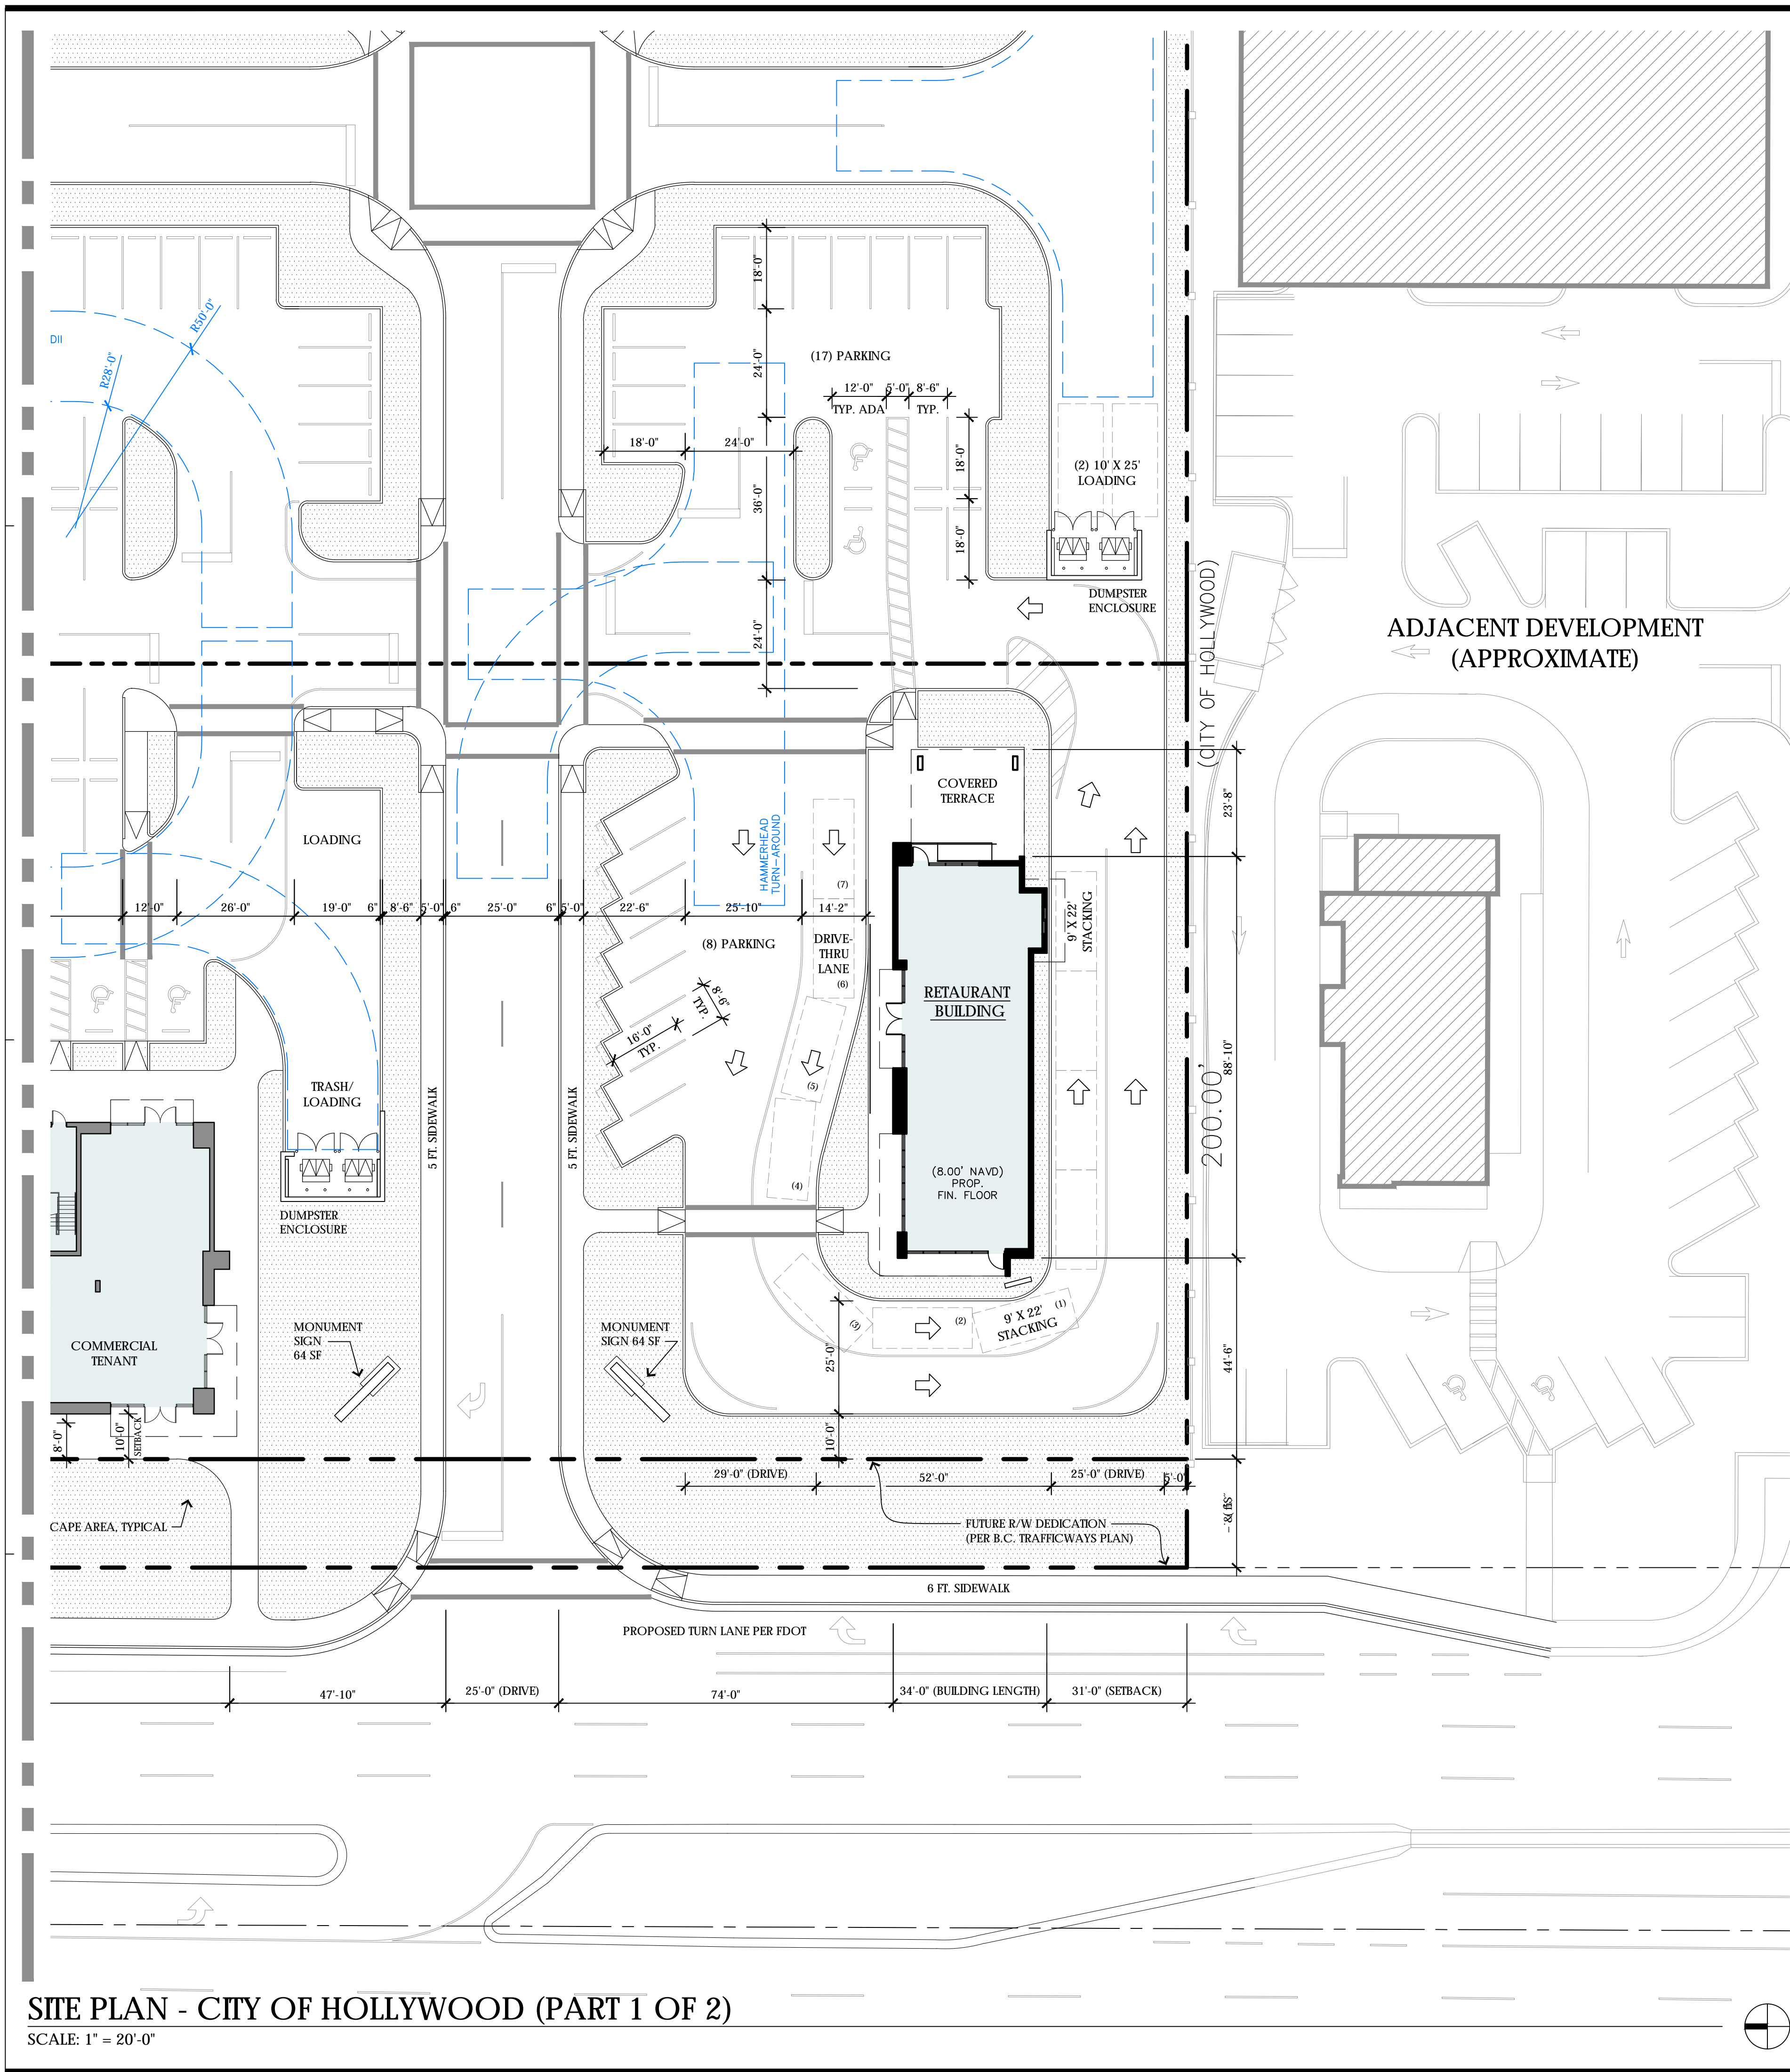 R50'-0"
DII
R28'-0"
18'-0"
(17) PARKING
24'-0"
12'-0" 5'-0" 8'-6"
TYP. ADA TYP.
18'-0" 24'-0"
18'-0"
36'-0"
(2) 10' X 25'
LOADING
18'-0"
DUMPSTER
ENCLOSURE
24'-0"
(CITY OF HOLLYWOOD)
ADJACENT DEVELOPMENT
(APPROXIMATE)
COVERED
TERRACE
23'-8"
LOADING
HAMMERHEAD
TURN-AROUND
(7)
12'-0" 26'-0" 19'-0" 6" 8'-6" 5'-0" 6" 25'-0" 6" 5'-0" 22'-6" 25'-10" 14'-2"
9' X 22'
STACKING
(8) PARKING
DRIVE-
THRU
LANE
(6)
8'-6"
TYP.
16'-0"
TYP.
RETAURANT
BUILDING
88'-10"
200.00'
(5)
TRASH/
LOADING
5 FT. SIDEWALK
5 FT. SIDEWALK
(4)
(8.00' NAVD)
PROP.
FIN. FLOOR
DUMPSTER
ENCLOSURE
MONUMENT
SIGN
64 SF
MONUMENT
SIGN 64 SF
(3)
(2)
9' X 22'
STACKING
(1)
COMMERCIAL
TENANT
25'-0"
44'-6"
8'-0"
10'-0"
SETBACK
10'-0"
29'-0" (DRIVE) 52'-0" 25'-0" (DRIVE) 5'-0"
CAPE AREA, TYPICAL
FUTURE R/W DEDICATION
(PER B.C. TRAFFICWAYS PLAN)
6 FT. SIDEWALK
PROPOSED TURN LANE PER FDOT
47'-10" 25'-0" (DRIVE) 74'-0" 34'-0" (BUILDING LENGTH) 31'-0" (SETBACK)
SITE PLAN - CITY OF HOLLYWOOD (PART 1 OF 2)
SCALE: 1" = 20'-0"